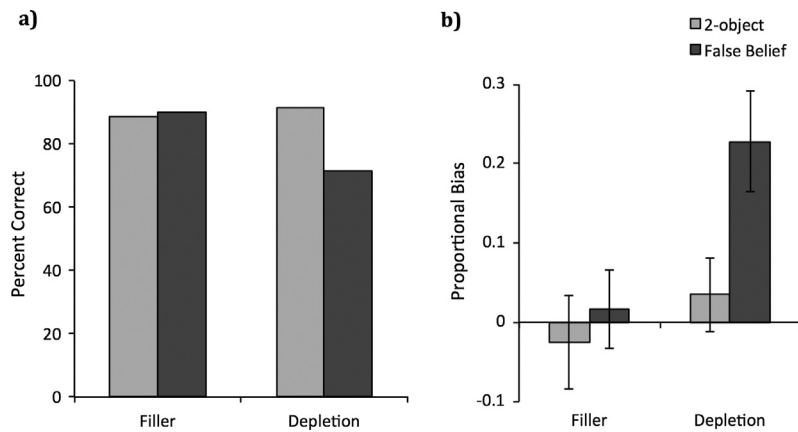 a)
100
80
60
40
20
0
Percent Correct
Filler Depletion
b)
2-object
False Belief
0.3
0.2
0.1
0
-0.1
Proportional Bias
Filler Depletion